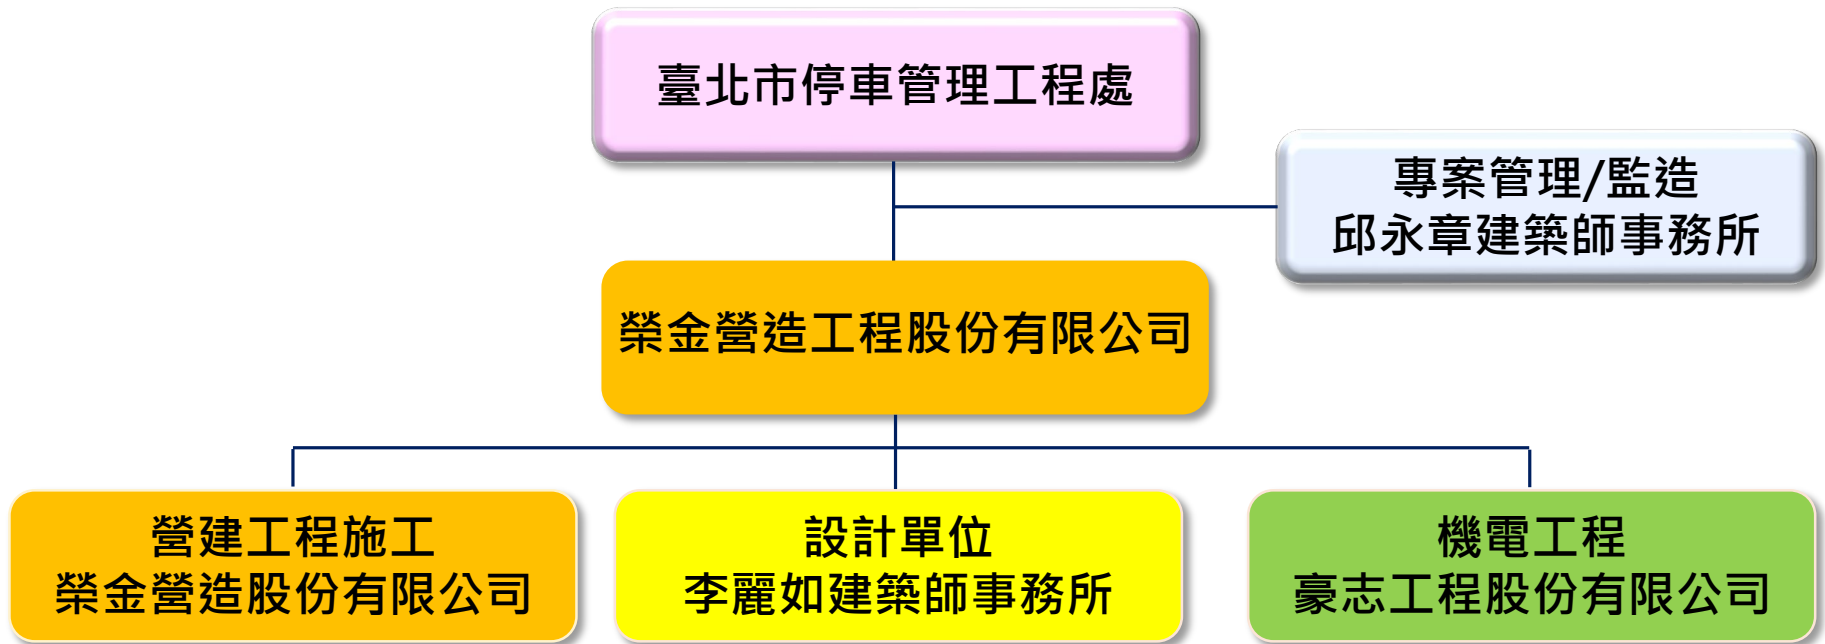 臺北市停車管理工程處
專案管理/監造
邱永章建築師事務所
榮金營造工程股份有限公司
營建工程施工
榮金營造股份有限公司
設計單位
李麗如建築師事務所
機電工程
豪志工程股份有限公司